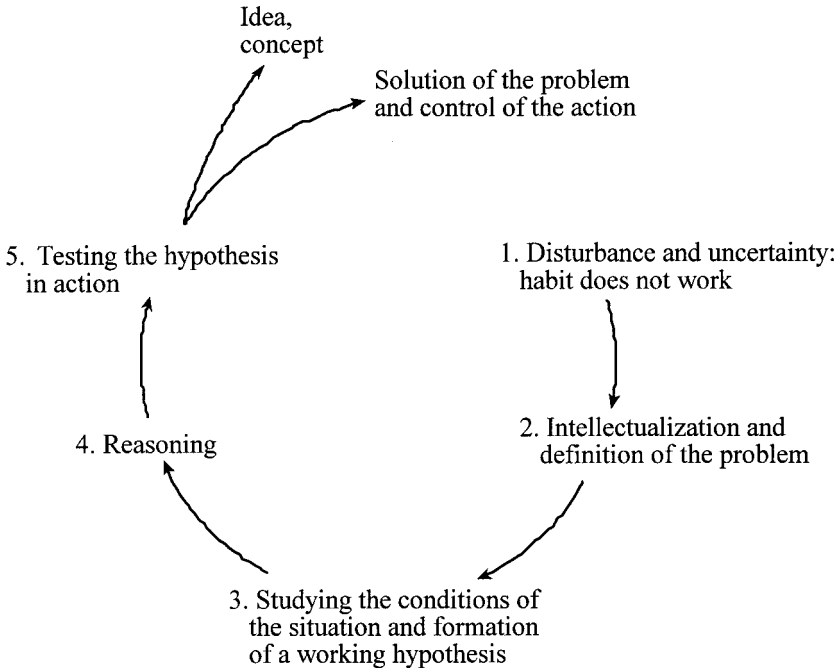 Idea,
concept
Solution of the problem
and control of the action
5. Testing the hypothesis
in action
1. Disturbance and uncertainty:
habit does not work
4. Reasoning
2. Intellectualization and
definition of the problem
3. Studying the conditions of
the situation and formation
of a working hypothesis